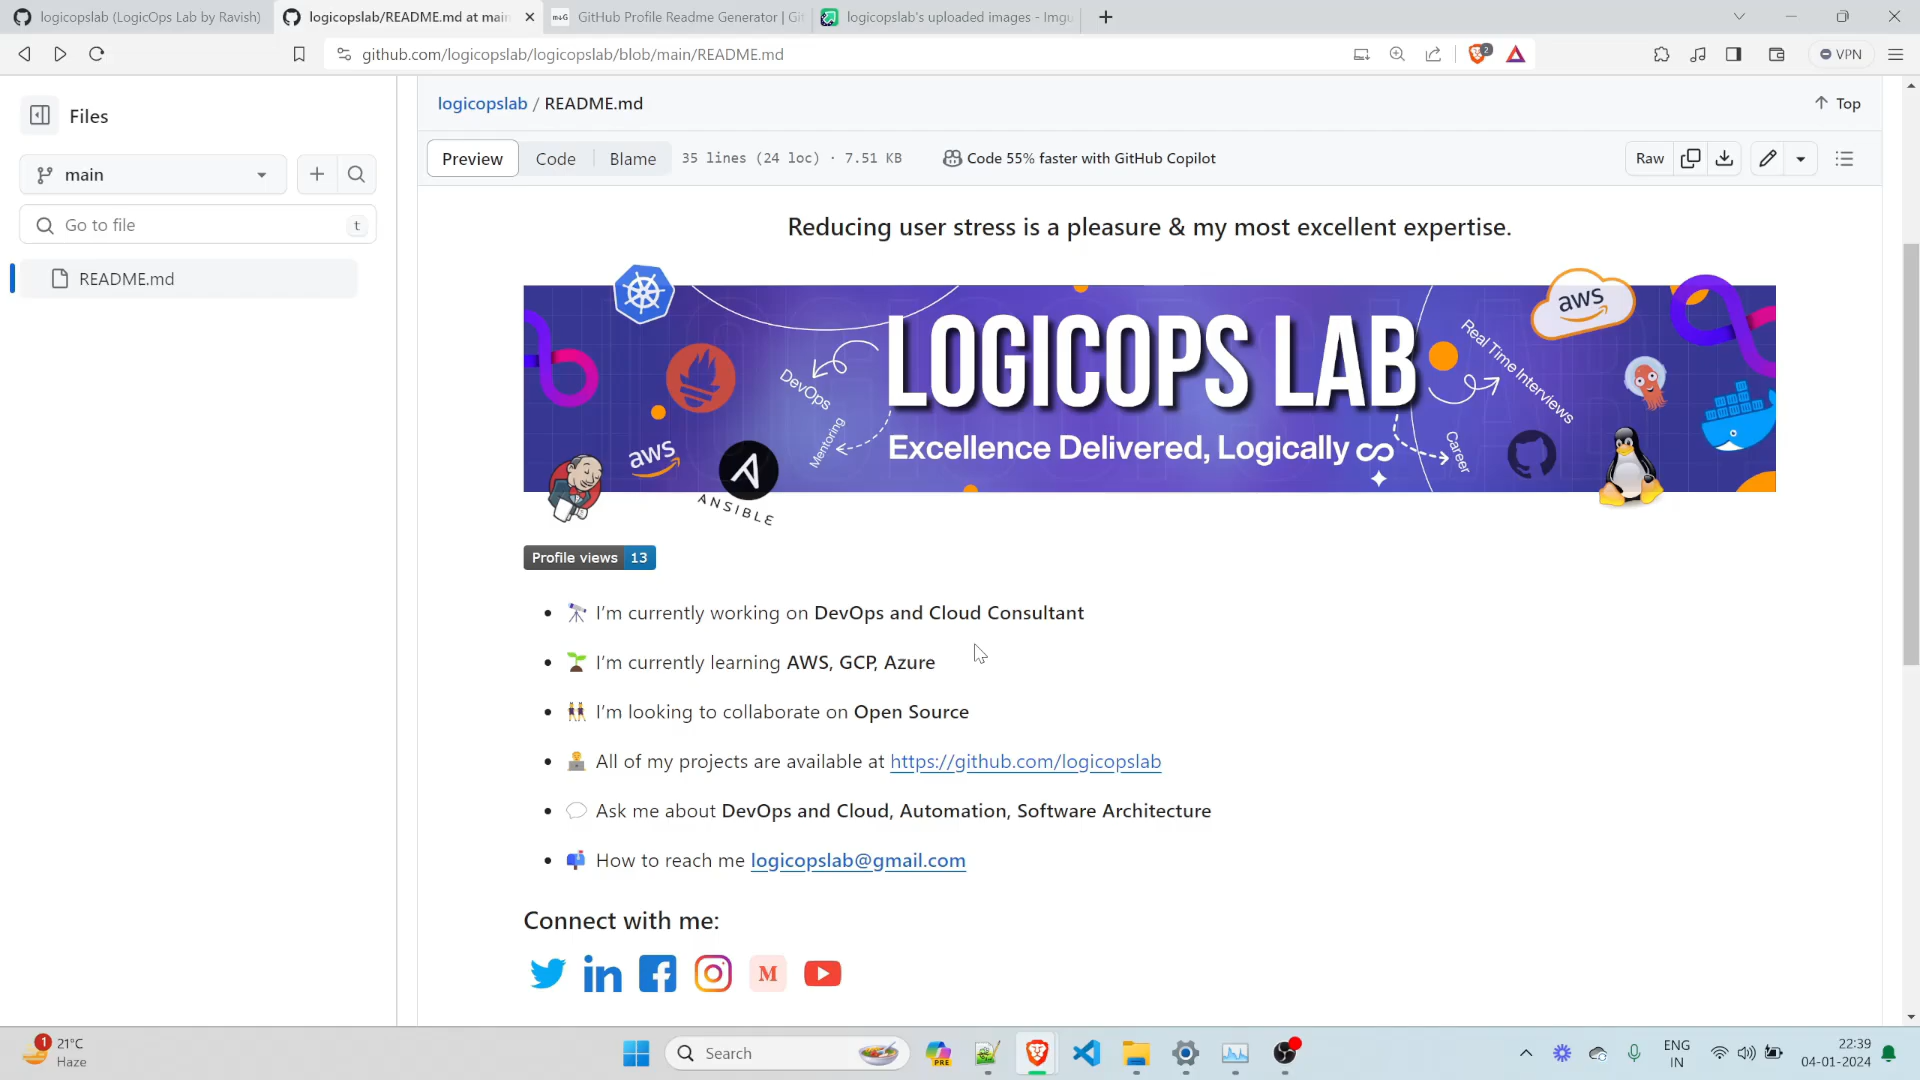 logicopslab (LogicOps Lab by Ravish)
logicopslab/README.md at main
GitHub Profile Readme Generator | Git
logicopslab's uploaded images - Imgu
github.com/logicopslab/logicopslab/blob/main/README.md
2
VPN
Files
main
Go to file
t
README.md
logicopslab / README.md
Top
Preview
Code
Blame
35 lines (24 loc) · 7.51 KB
Code 55% faster with GitHub Copilot
Raw
Reducing user stress is a pleasure & my most excellent expertise.
LOGICOPS LAB
Excellence Delivered, Logically
DevOps
Mentoring
Real Time Interviews
Career
aws
aws
ANSIBLE
Profile views 13
• I'm currently working on DevOps and Cloud Consultant
• I'm currently learning AWS, GCP, Azure
• I'm looking to collaborate on Open Source
• All of my projects are available at https://github.com/logicopslab
• Ask me about DevOps and Cloud, Automation, Software Architecture
• How to reach me logicopslab@gmail.com
Connect with me:
in
M
1
21°C
Haze
Search
PRE
ENG
IN
22:39
04-01-2024